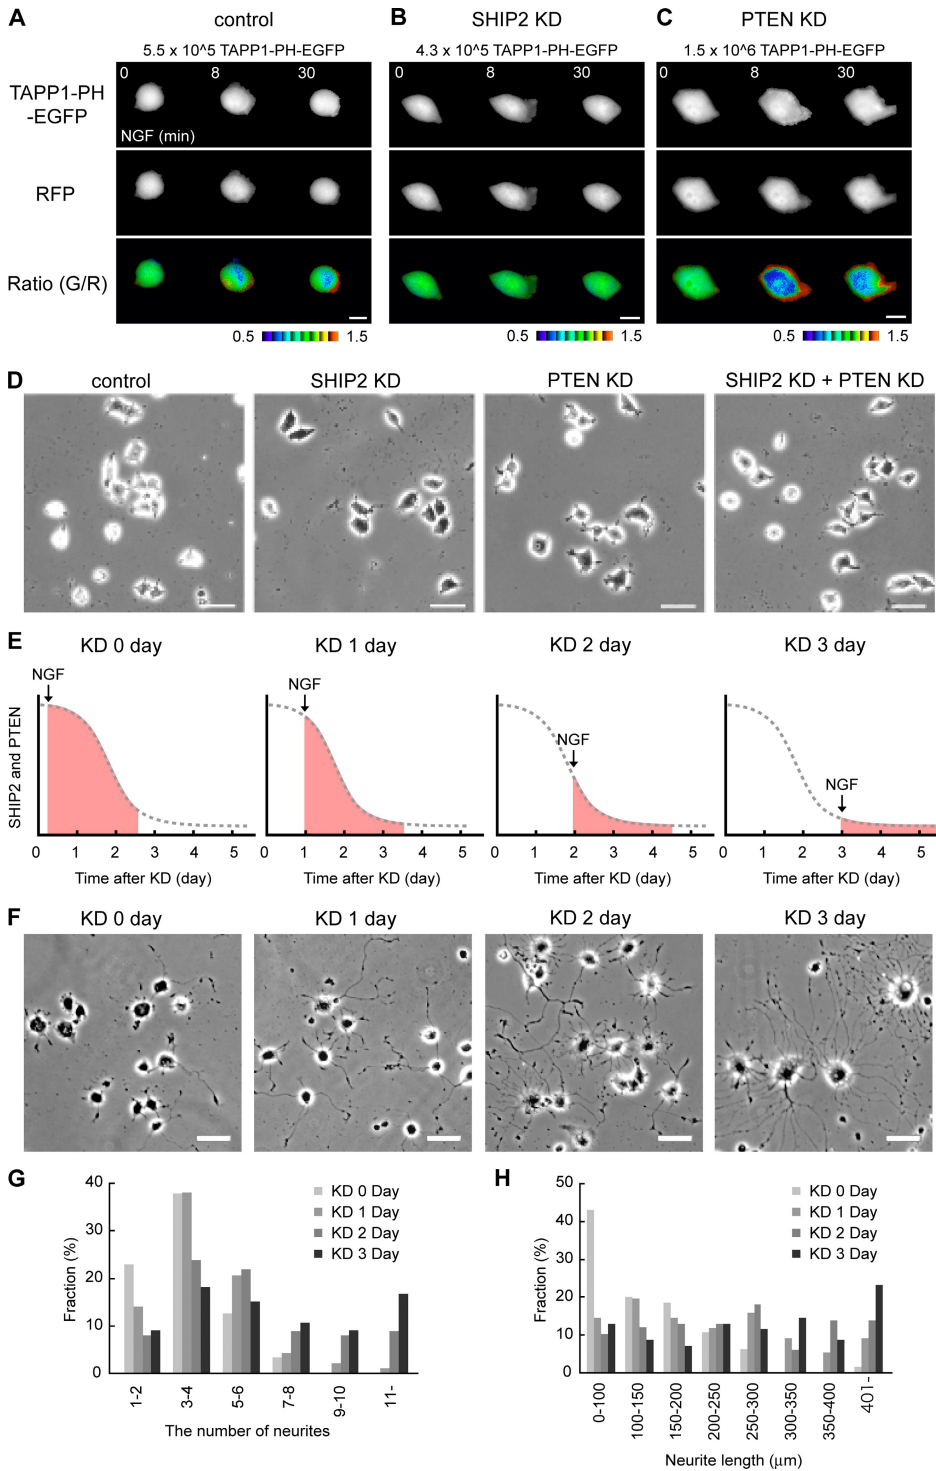 A control B SHIP2 KD C PTEN KD
5.5 x 10^5 TAPP1-PH-EGFP 4.3 x 10^5 TAPP1-PH-EGFP 1.5 x 10^6 TAPP1-PH-EGFP
0 8 30 0 8 30 0 8 30
TAPP1-PH
-EGFP
NGF (min)
RFP
Ratio (G/R)
0.5 1.5 0.5 1.5 0.5 1.5
D control SHIP2 KD PTEN KD SHIP2 KD + PTEN KD
E KD 0 day KD 1 day KD 2 day KD 3 day
NGF NGF NGF NGF
SHIP2 and PTEN
0 1 2 3 4 5 0 1 2 3 4 5 0 1 2 3 4 5 0 1 2 3 4 5
Time after KD (day) Time after KD (day) Time after KD (day) Time after KD (day)
F KD 0 day KD 1 day KD 2 day KD 3 day
G
40
30
20
10
0
Fraction (%)
KD 0 Day
KD 1 Day
KD 2 Day
KD 3 Day
1-2 3-4 5-6 7-8 9-10 11-
The number of neurites
H
50
40
30
20
10
0
Fraction (%)
KD 0 Day
KD 1 Day
KD 2 Day
KD 3 Day
0-100 100-150 150-200 200-250 250-300 300-350 350-400 401-
Neurite length (μm)